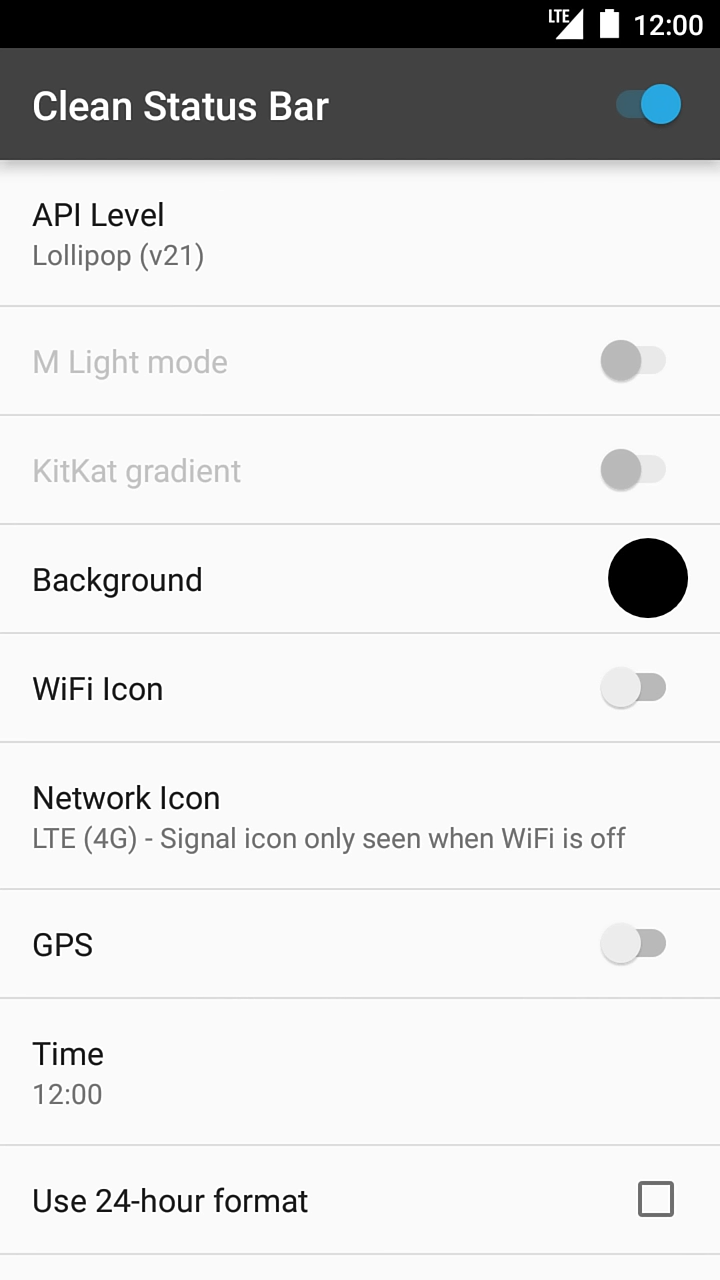 LTE 12:00
Clean Status Bar
API Level
Lollipop (v21)
M Light mode
KitKat gradient
Background
WiFi Icon
Network Icon
LTE (4G) - Signal icon only seen when WiFi is off
GPS
Time
12:00
Use 24-hour format